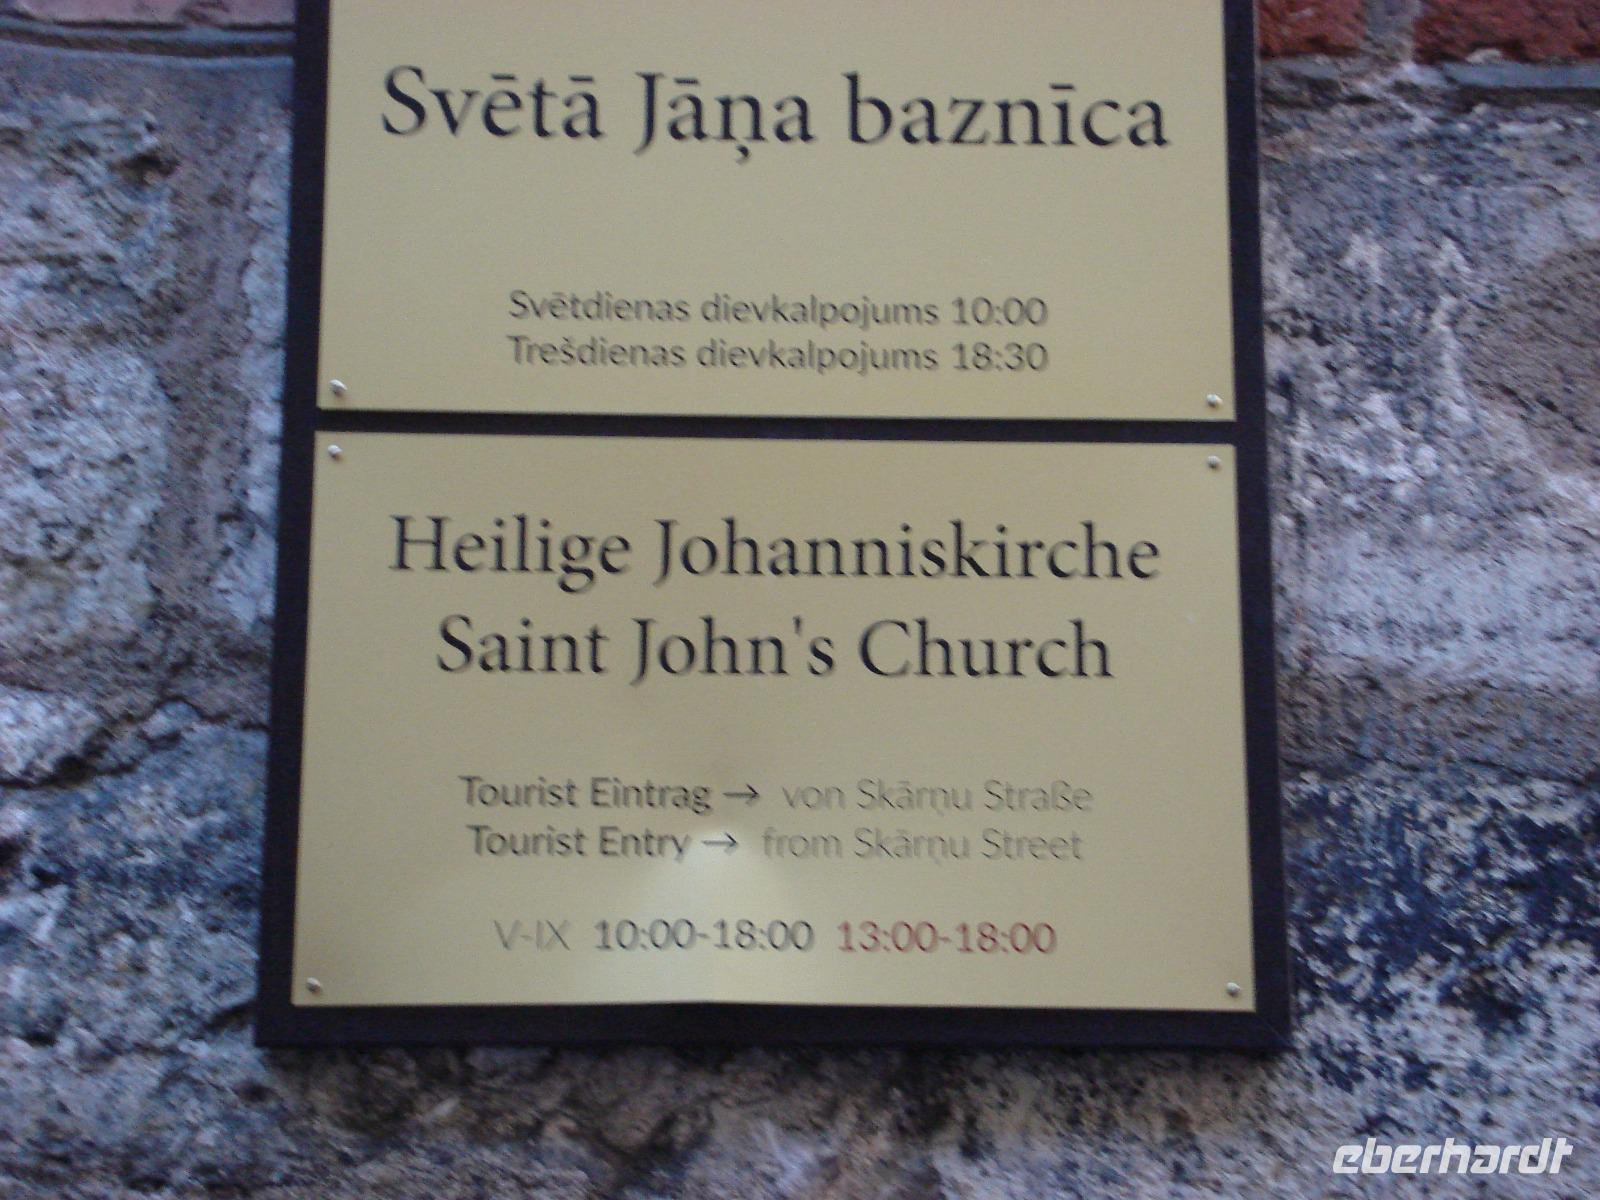 Svētā Jāņa baznīca
Svētdienas dievkalpojums 10:00
Trešdienas dievkalpojums 18:30
Heilige Johanniskirche
Saint John's Church
Tourist Eintrag → von Skārņu Straße
Tourist Entry → from Skārņu Street
V-IX 10:00-18:00 13:00-18:00
eberhardt